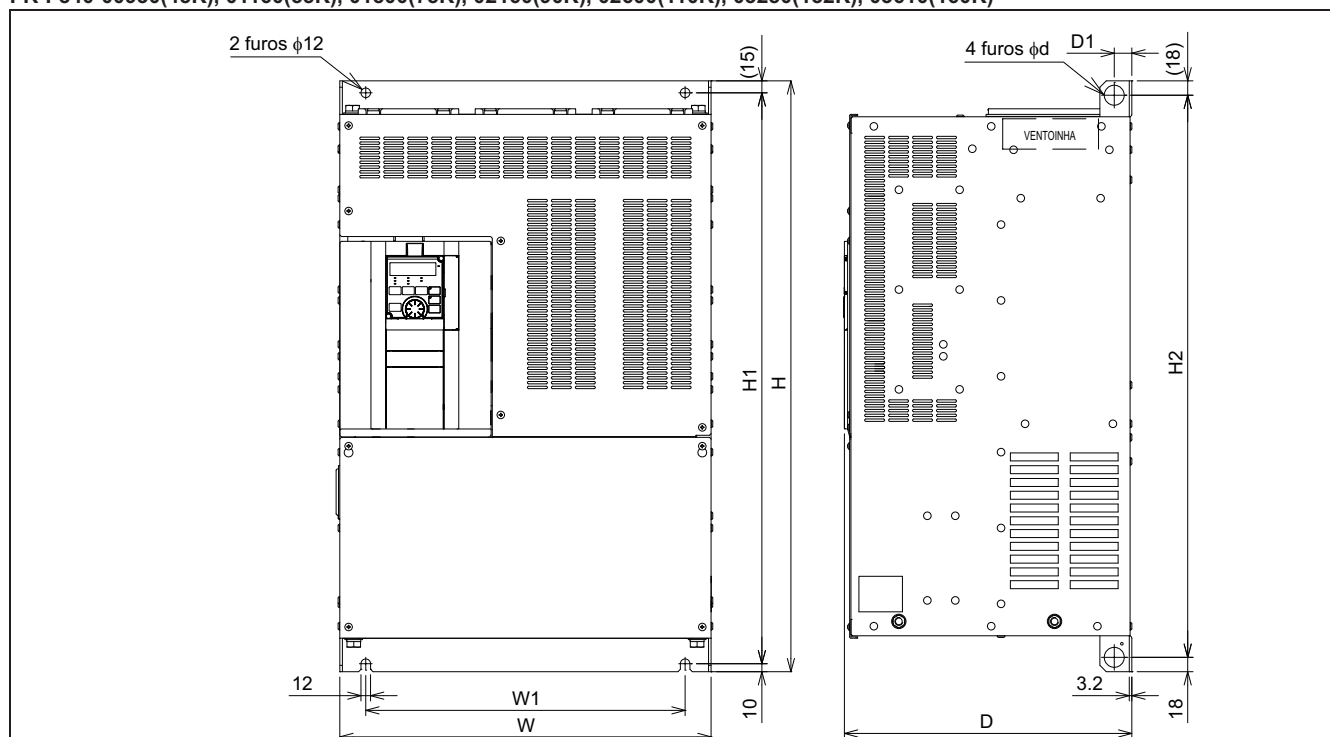 2 furos ϕ12
(15)
4 furos ϕd
D1
(18)
VENTOINHA
H1
H
H2
12
W1
W
10
3.2
18
D